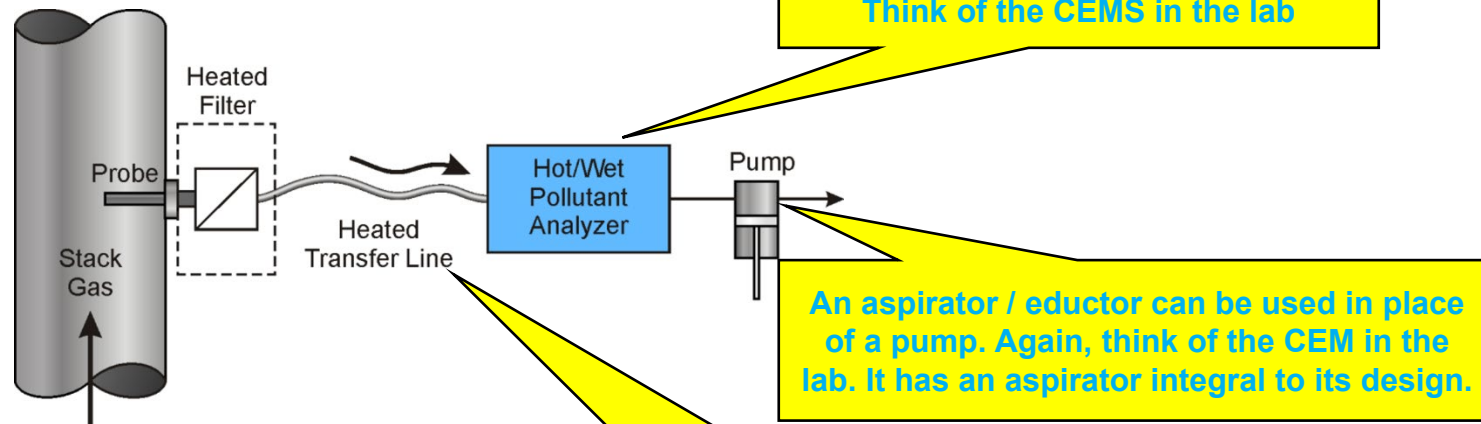 Think of the CEMS in the lab
Heated
Filter
Probe
Stack
Gas
Heated
Transfer Line
Hot/Wet
Pollutant
Analyzer
Pump
An aspirator / eductor can be used in place
of a pump. Again, think of the CEM in the
lab. It has an aspirator integral to its design.